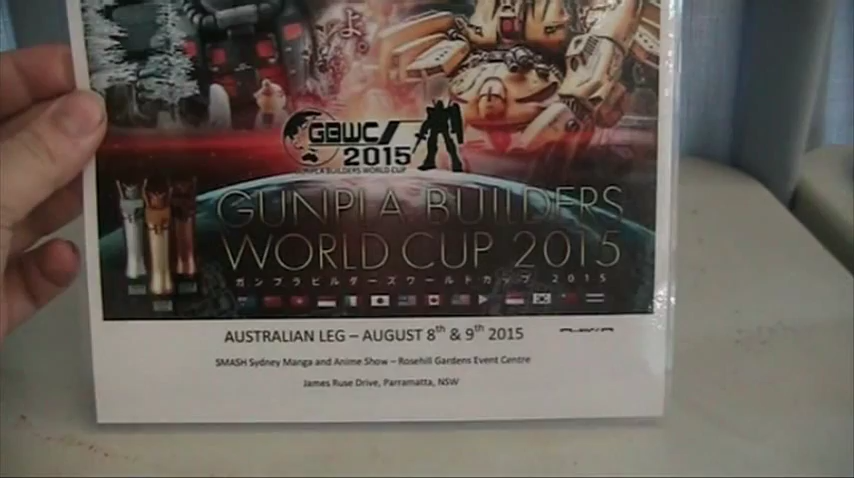 よ。
GBWC
2015
GUNPLA BUILDERS WORLD CUP
GUNPLA BUILDERS
WORLD CUP 2015
ガンプラビルダーズワールドカップ 2015
AUSTRALIAN LEG – AUGUST 8th & 9th 2015
SMASH Sydney Manga and Anime Show – Rosehill Gardens Event Centre
James Ruse Drive, Parramatta, NSW